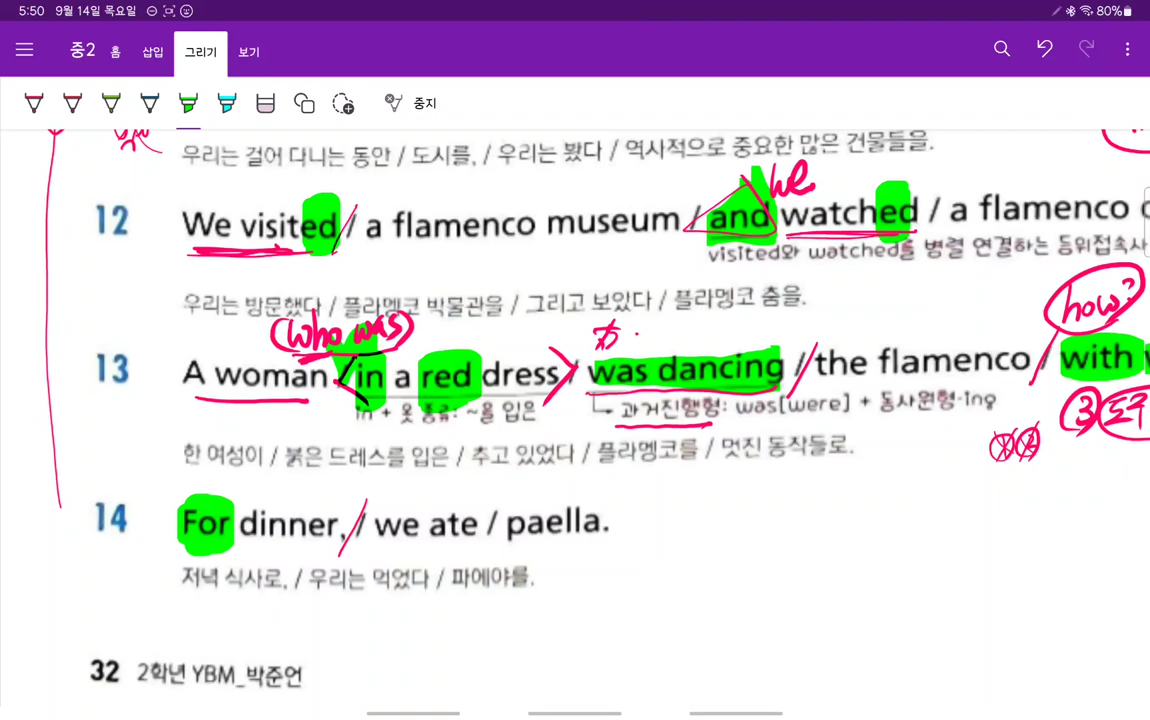 5:50 9월 14일 목요일 80%
중2 홈 삽입 그리기 보기
중지
우리는 걸어 다니는 동안 / 도시를, / 우리는 봤다 / 역사적으로 중요한 많은 건물들을.
we
12 We visited / a flamenco museum / and watched / a flamenco
visited와 watched를 병렬 연결하는 등위접속사
우리는 방문했다 / 플라멩코 박물관을 / 그리고 보았다 / 플라멩코 춤을.
(who was) how?
13 A woman / in a red dress / was dancing / the flamenco / with
in + 옷 종류: ~을 입은 과거진행형: was[were] + 동사원형-ing ③ 도구
한 여성이 / 붉은 드레스를 입은 / 추고 있었다 / 플라멩코를 / 멋진 동작들로.
14 For dinner, / we ate / paella.
저녁 식사로, / 우리는 먹었다 / 파에야를.
32 2학년 YBM_박준언